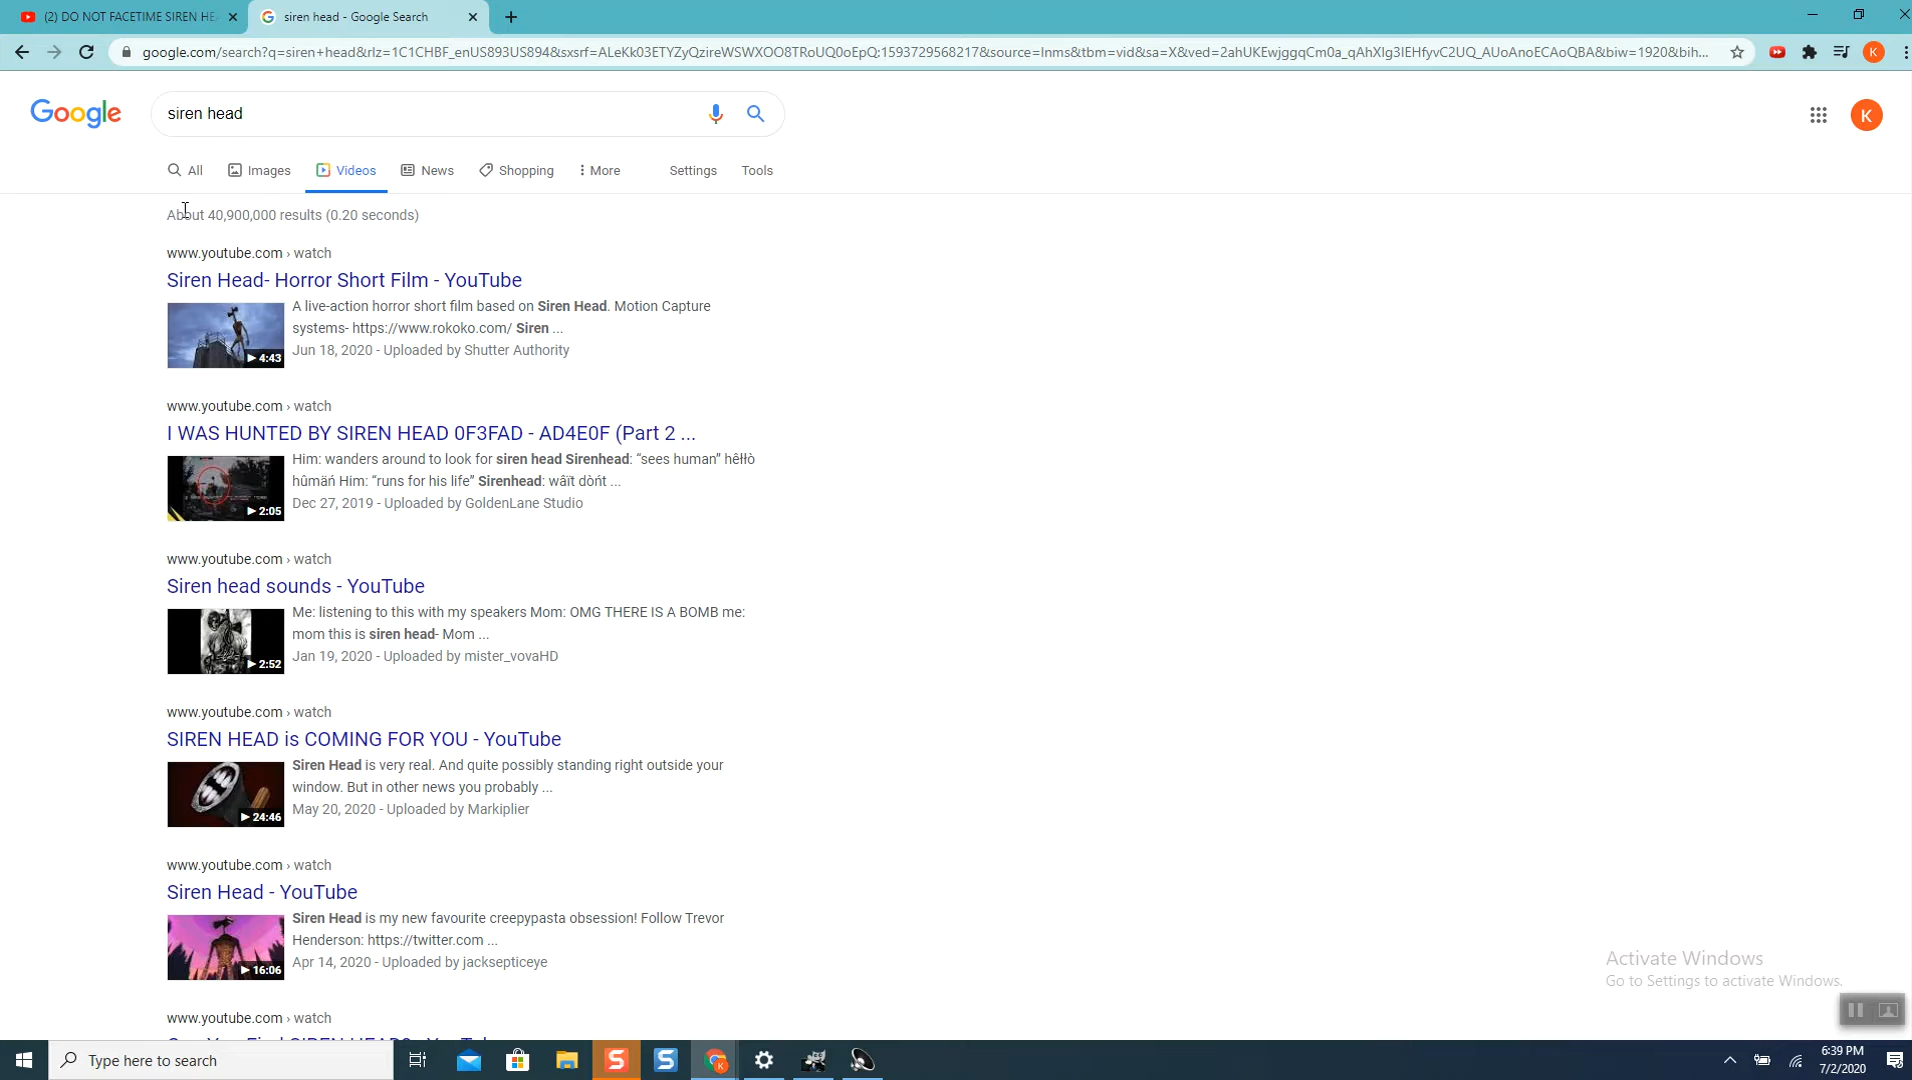 (2) DO NOT FACETIME SIREN HE
siren head - Google Search
google.com/search?q=siren+head&rlz=1C1CHBF_enUS893US894&sxsrf=ALeKk03ETYZyQzireWSWXOO8TRoUQ0oEpQ:1593729568217&source=lnms&tbm=vid&sa=X&ved=2ahUKEwjggqCm0a_qAhXIg3IEHfyvC2UQ_AUoAnoECAoQBA&biw=1920&bih...
K
Google
siren head
K
All
Images
Videos
News
Shopping
More
Settings
Tools
About 40,900,000 results (0.20 seconds)
www.youtube.com › watch
Siren Head- Horror Short Film - YouTube
A live-action horror short film based on Siren Head. Motion Capture
systems- https://www.rokoko.com/ Siren ...
4:43
Jun 18, 2020 - Uploaded by Shutter Authority
www.youtube.com › watch
I WAS HUNTED BY SIREN HEAD 0F3FAD - AD4E0F (Part 2 ...
Him: wanders around to look for siren head Sirenhead: “sees human” hêłłò
hûmäń Him: “runs for his life” Sirenhead: wâït dòńt ...
2:05
Dec 27, 2019 - Uploaded by GoldenLane Studio
www.youtube.com › watch
Siren head sounds - YouTube
Me: listening to this with my speakers Mom: OMG THERE IS A BOMB me:
mom this is siren head- Mom ...
2:52
Jan 19, 2020 - Uploaded by mister_vovaHD
www.youtube.com › watch
SIREN HEAD is COMING FOR YOU - YouTube
Siren Head is very real. And quite possibly standing right outside your
window. But in other news you probably ...
24:46
May 20, 2020 - Uploaded by Markiplier
www.youtube.com › watch
Siren Head - YouTube
Siren Head is my new favourite creepypasta obsession! Follow Trevor
Henderson: https://twitter.com ...
16:06
Apr 14, 2020 - Uploaded by jacksepticeye
www.youtube.com › watch
Activate Windows
Go to Settings to activate Windows.
Type here to search
6:39 PM
7/2/2020